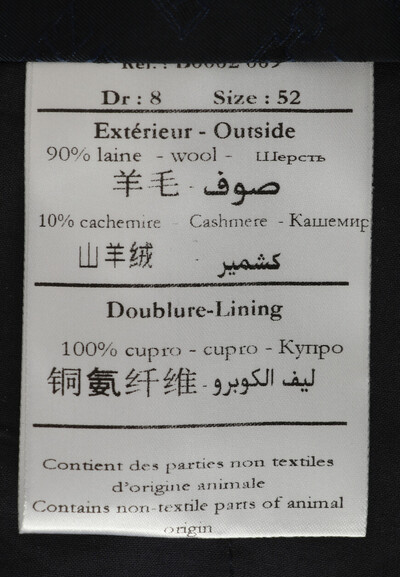 Dr : 8 Size : 52
Extérieur - Outside
90% laine - wool - Шерсть
羊毛 - صوف
10% cachemire - Cashmere - Кашемир
山羊绒 - كشمير
Doublure-Lining
100% cupro - cupro - Купро
铜氨纤维 - ليف الكوبرو
Contient des parties non textiles
d'origine animale
Contains non-textile parts of animal
origin